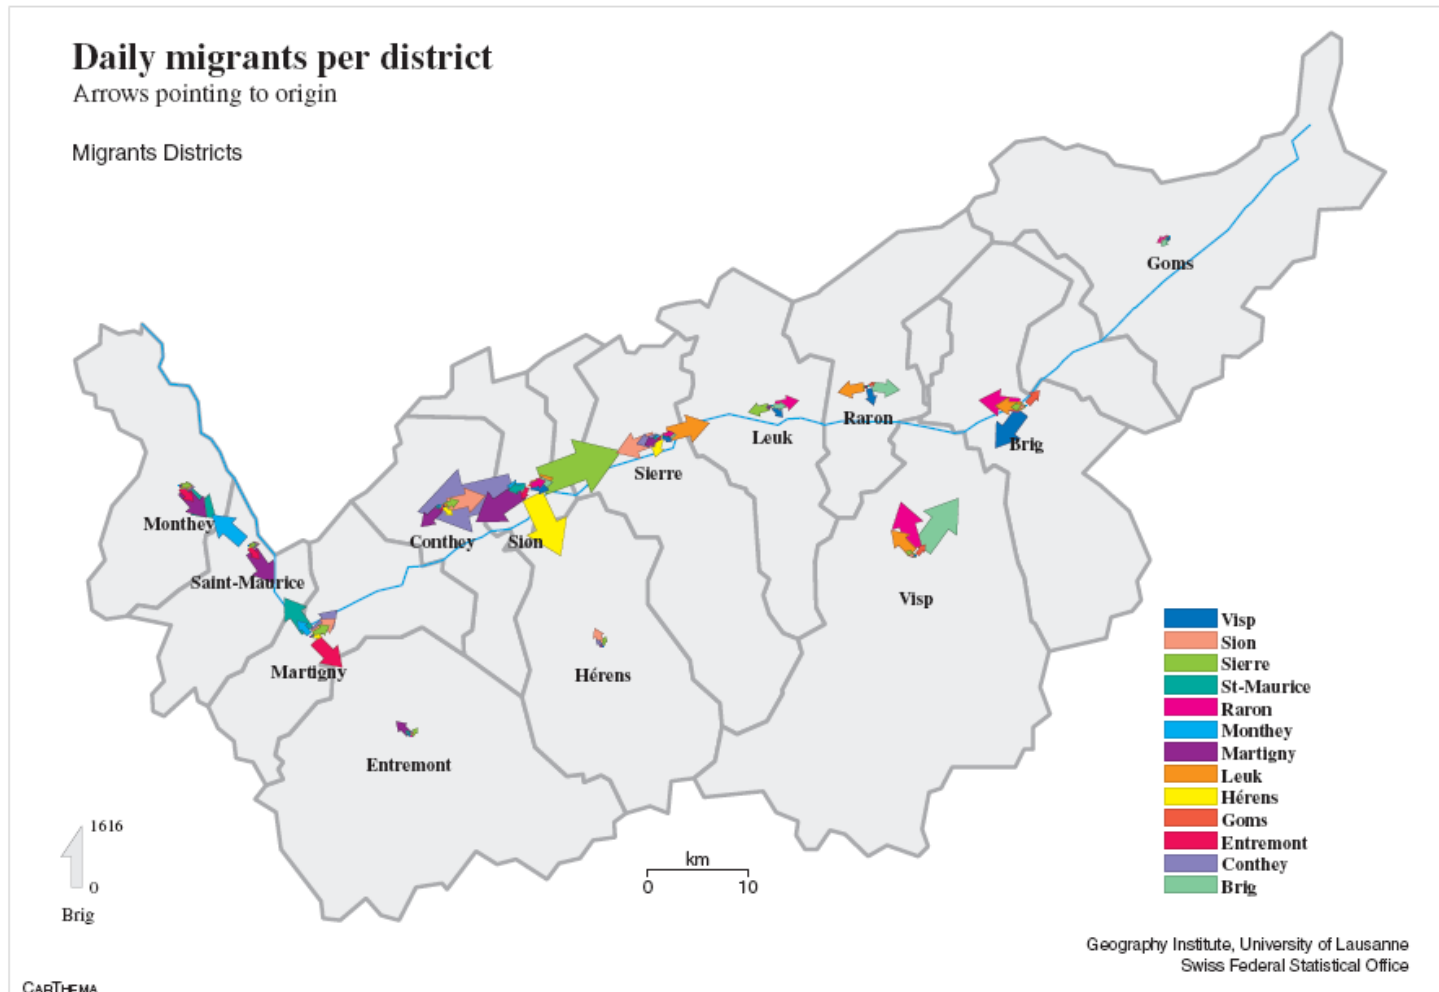 Daily migrants per district
Arrows pointing to origin
Migrants Districts
Goms
Raron
Leuk
Brig
Sierre
Monthey
Conthey
Sion
Saint-Maurice
Visp
Martigny
Hérens
Entremont
Visp
Sion
Sierre
St-Maurice
Raron
Monthey
Martigny
Leuk
Hérens
Goms
Entremont
Conthey
Brig
1616
0
Brig
km
0 10
Geography Institute, University of Lausanne
Swiss Federal Statistical Office
CARTHEMA